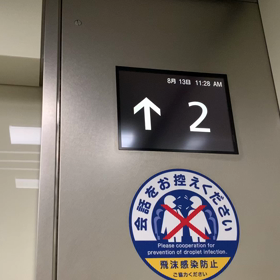 8月 13日 11:28 AM
↑ 2
会話をお控えください
Please cooperation for
prevention of droplet infection.
飛沫感染防止
ご協力ください